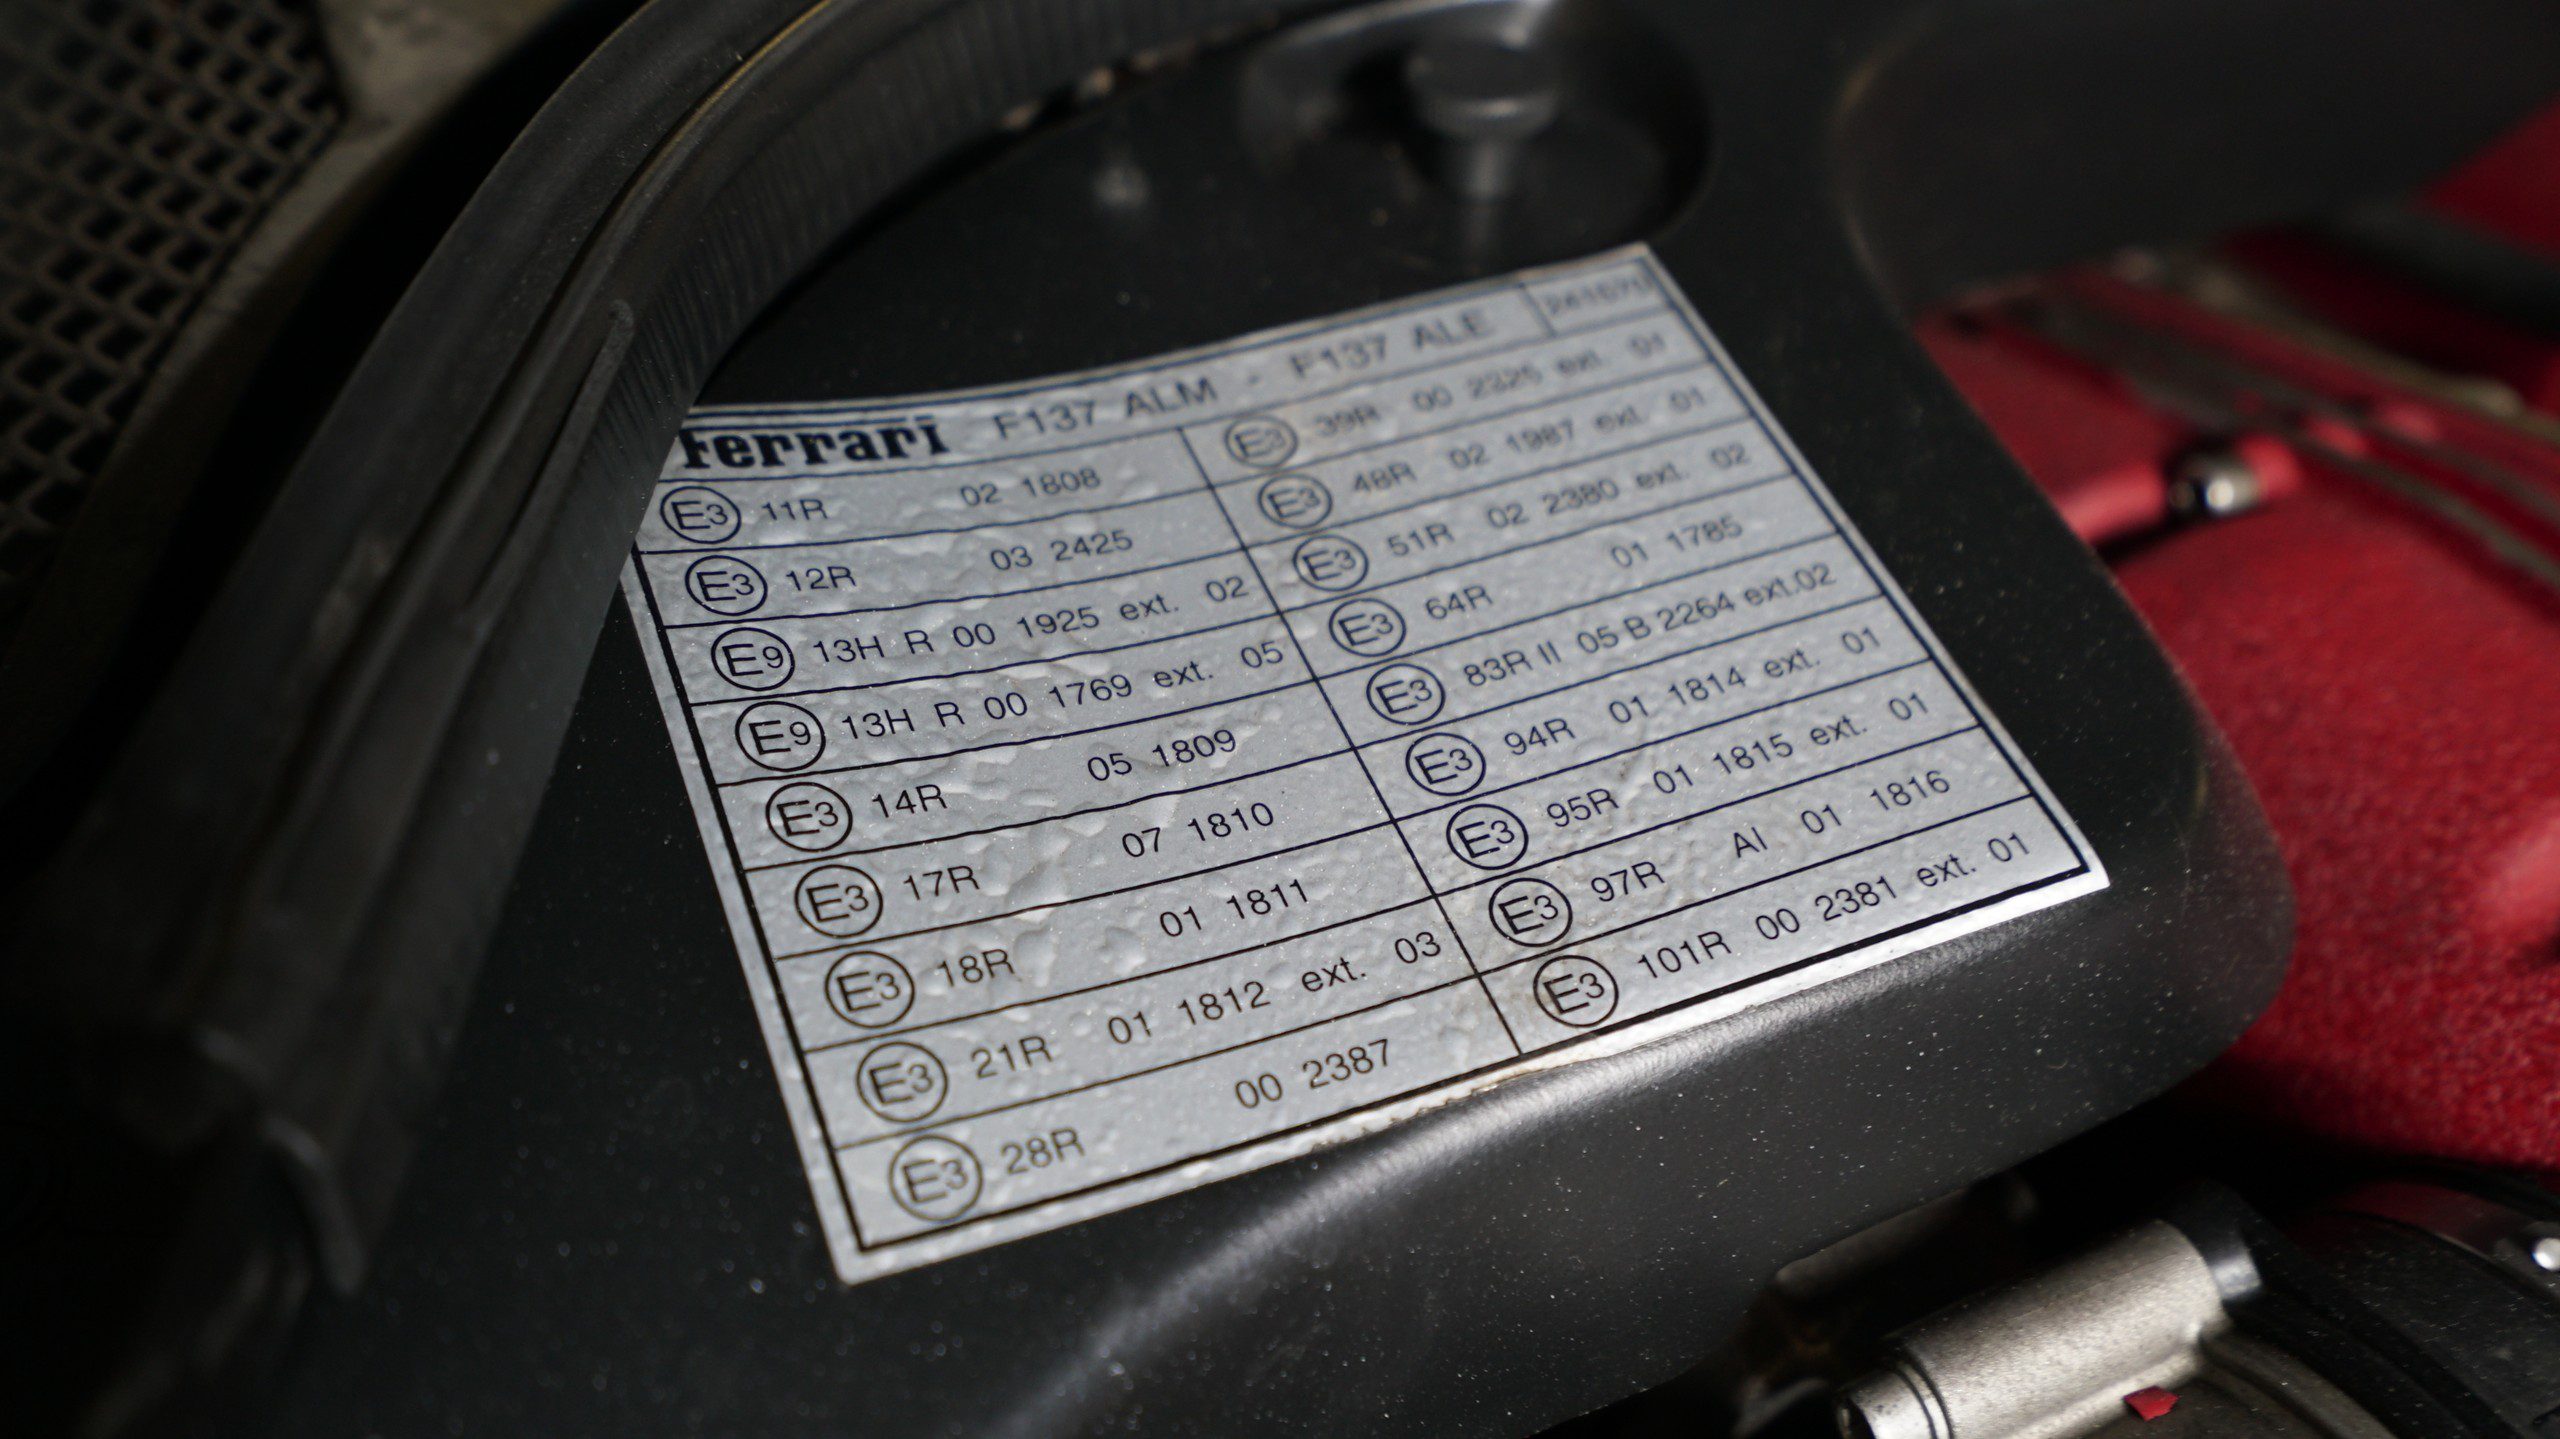 Ferrari F137 ALM - F137 ALE
E3 11R 02 1808
E3 12R 03 2425
E9 13H R 00 1925 ext. 02
E9 13H R 00 1769 ext. 05
E3 14R 05 1809
E3 17R 07 1810
E3 18R 01 1811
E3 21R 01 1812 ext. 03
E3 28R 00 2387
E3 39R 00 2325 ext. 01
E3 48R 02 1987 ext. 01
E3 51R 02 2380 ext. 02
E3 64R 01 1785
E3 83R II 05 B 2264 ext.02
E3 94R 01 1814 ext. 01
E3 95R 01 1815 ext. 01
E3 97R AI 01 1816
E3 101R 00 2381 ext. 01